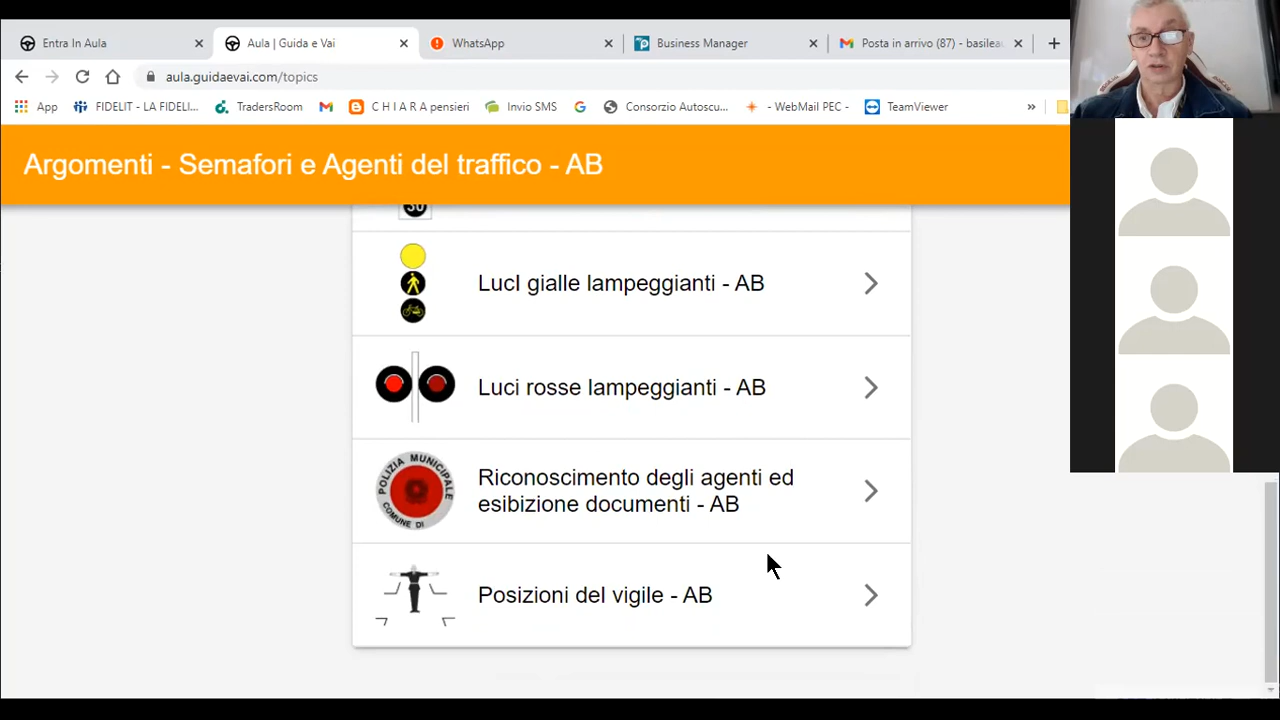 Entra In Aula
Aula | Guida e Vai
WhatsApp
Business Manager
Posta in arrivo (87) - basilea
aula.guidaevai.com/topics
App
FIDELIT - LA FIDELI...
TradersRoom
C H I A R A pensieri
Invio SMS
Consorzio Autoscu...
- WebMail PEC -
TeamViewer
»
Argomenti - Semafori e Agenti del traffico - AB
30
LucI gialle lampeggianti - AB
Luci rosse lampeggianti - AB
POLIZIA MUNICIPALE
COMUNE DI
Riconoscimento degli agenti ed
esibizione documenti - AB
Posizioni del vigile - AB